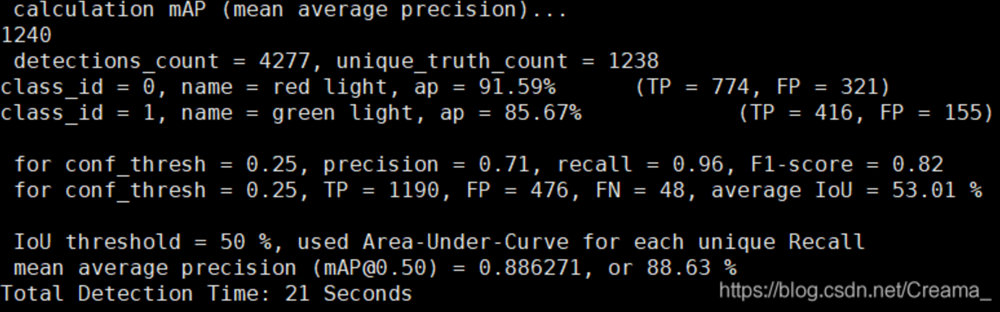 calculation mAP (mean average precision)...
1240
detections_count = 4277, unique_truth_count = 1238
class_id = 0, name = red light, ap = 91.59% (TP = 774, FP = 321)
class_id = 1, name = green light, ap = 85.67% (TP = 416, FP = 155)
for conf_thresh = 0.25, precision = 0.71, recall = 0.96, F1-score = 0.82
for conf_thresh = 0.25, TP = 1190, FP = 476, FN = 48, average IoU = 53.01 %
IoU threshold = 50 %, used Area-Under-Curve for each unique Recall
mean average precision (mAP@0.50) = 0.886271, or 88.63 %
Total Detection Time: 21 Seconds
https://blog.csdn.net/Creama_